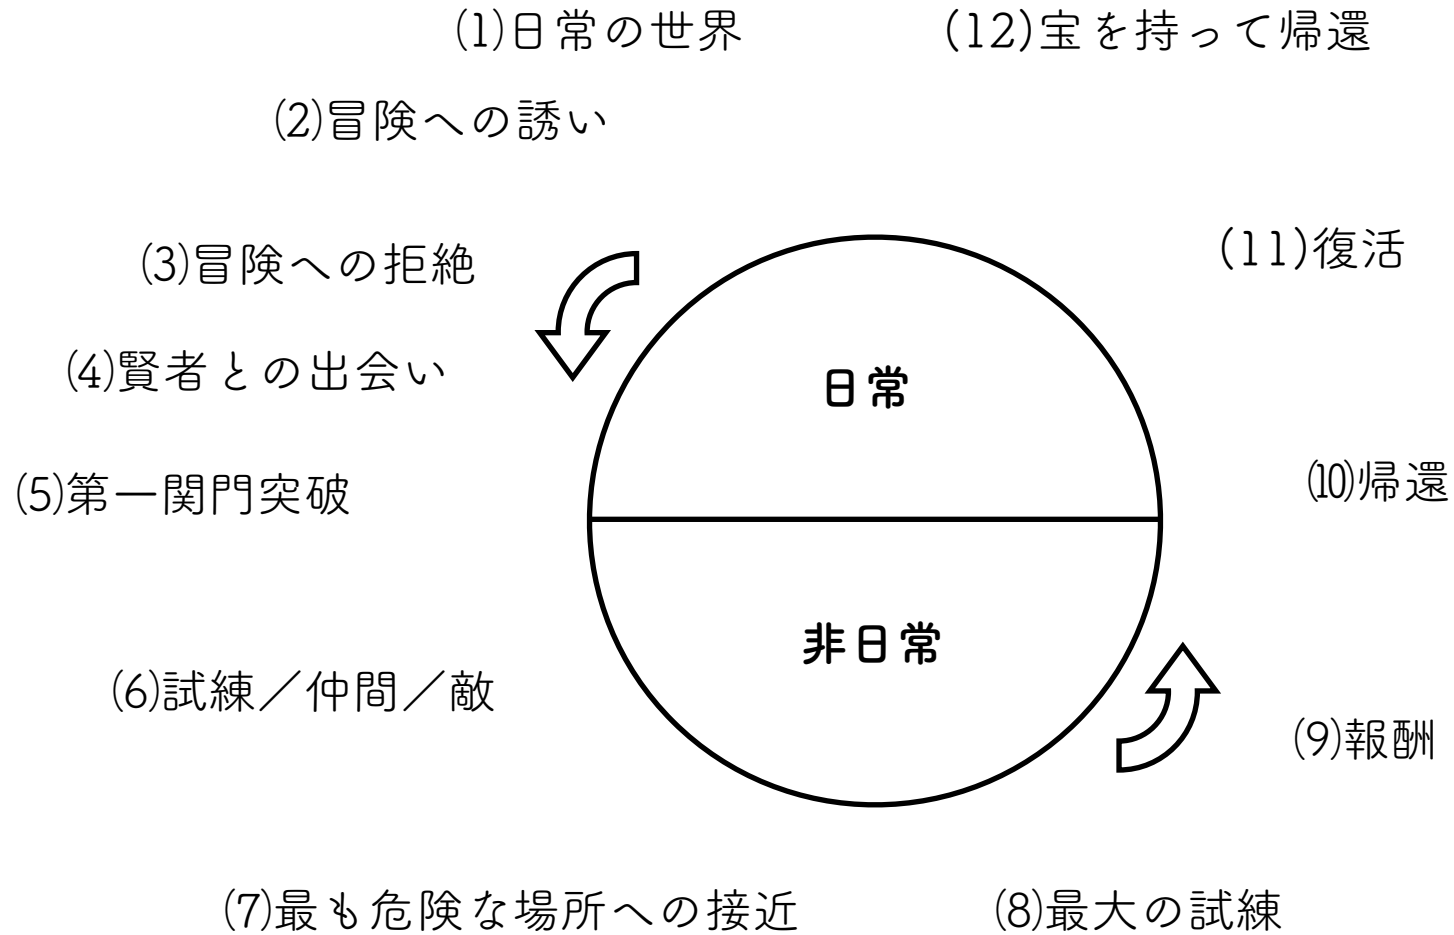 ⑴日常の世界
(12)宝を持って帰還
⑵冒険への誘い
⑶冒険への拒絶
(11)復活
⑷賢者との出会い
日常
⑸第一関門突破
⑽帰還
非日常
⑹試練／仲間／敵
⑼報酬
⑺最も危険な場所への接近
⑻最大の試練